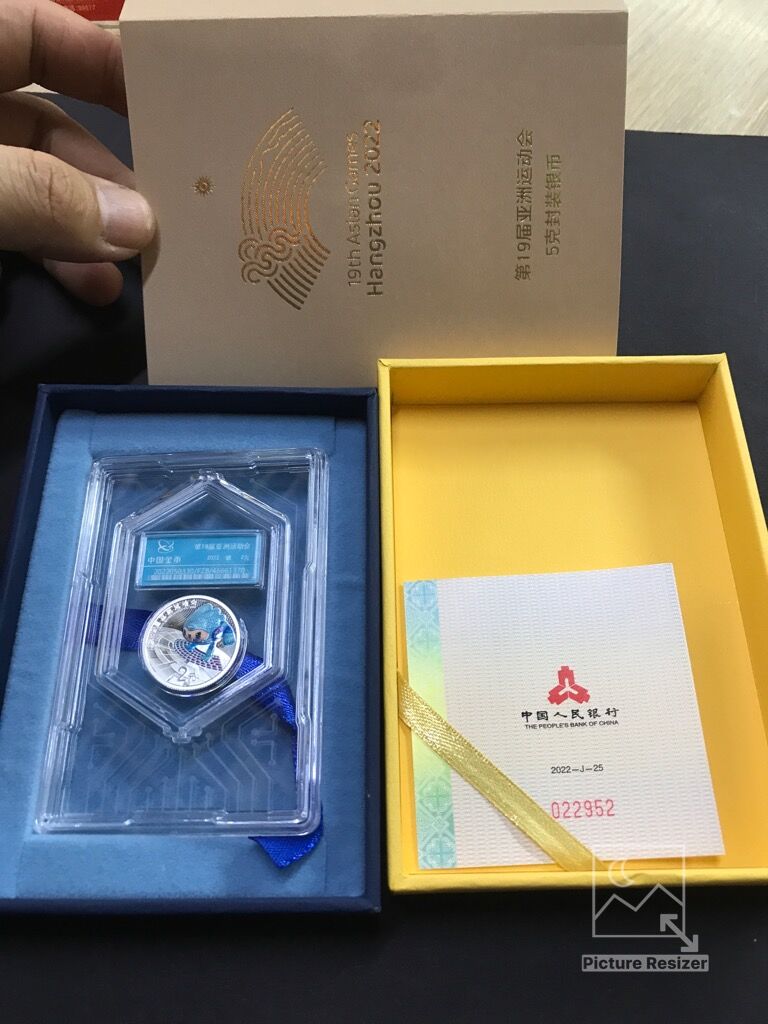 19th Asian Games
Hangzhou 2022
第19届亚洲运动会
5克封装银币
第19届亚洲运动会
中国金币
中国人民银行
THE PEOPLE'S BANK OF CHINA
2022—J—25
022952
Picture Resizer